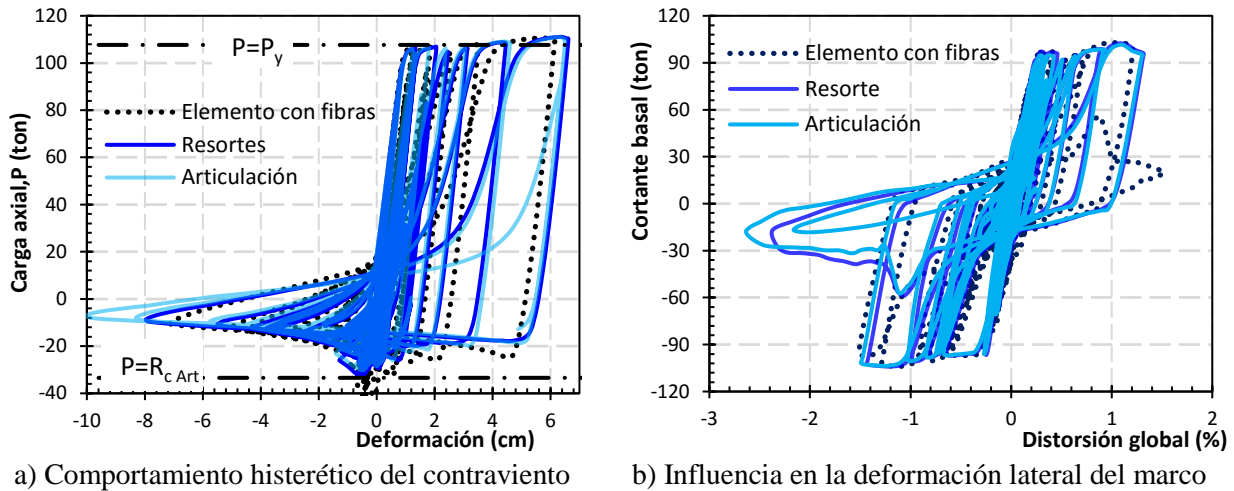 120
100
80
60
40
20
0
-20
-40
Carga axial,P (ton)
P=Py
Elemento con fibras
Resortes
Articulación
P=Rc Art
-10 -8 -6 -4 -2 0 2 4 6
Deformación (cm)
a) Comportamiento histerético del contraviento
120
90
60
30
0
-30
-60
-90
-120
Cortante basal (ton)
Elemento con fibras
Resorte
Articulación
-3 -2 -1 0 1 2
Distorsión global (%)
b) Influencia en la deformación lateral del marco